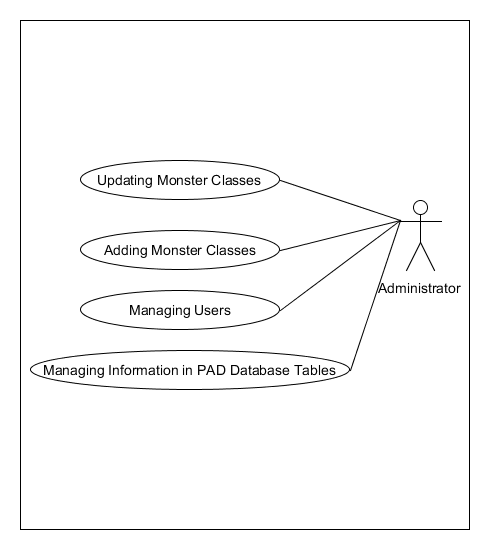 Updating Monster Classes
Adding Monster Classes
Administrator
Managing Users
Managing Information in PAD Database Tables